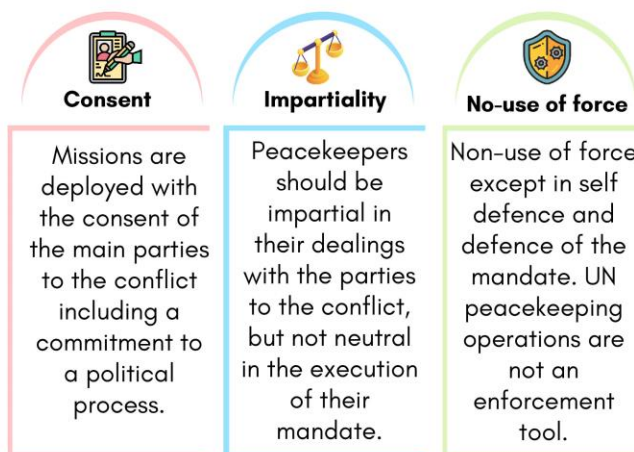 Consent
Missions are
deployed with
the consent of
the main parties
to the conflict
including a
commitment to
a political
process.
Impartiality
Peacekeepers
should be
impartial in
their dealings
with the parties
to the conflict,
but not neutral
in the execution
of their
mandate.
No-use of force
Non-use of force
except in self
defence and
defence of the
mandate. UN
peacekeeping
operations are
not an
enforcement
tool.